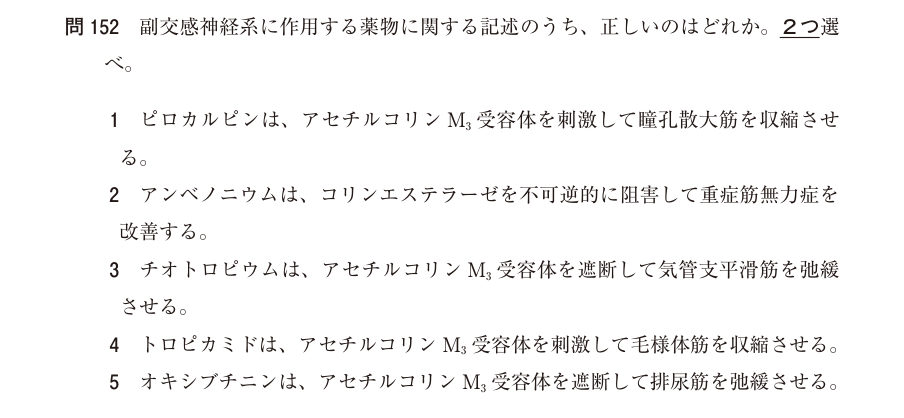 問 152 副交感神経系に作用する薬物に関する記述のうち、正しいのはどれか。2つ選
べ。
1 ピロカルピンは、アセチルコリン M3 受容体を刺激して瞳孔散大筋を収縮させ
る。
2 アンベノニウムは、コリンエステラーゼを不可逆的に阻害して重症筋無力症を
改善する。
3 チオトロピウムは、アセチルコリン M3 受容体を遮断して気管支平滑筋を弛緩
させる。
4 トロピカミドは、アセチルコリン M3 受容体を刺激して毛様体筋を収縮させる。
5 オキシブチニンは、アセチルコリン M3 受容体を遮断して排尿筋を弛緩させる。